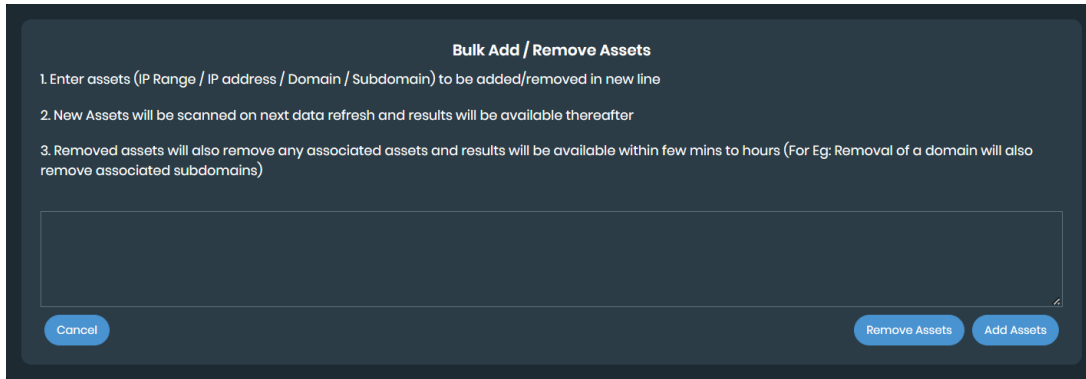 Bulk Add / Remove Assets
1. Enter assets (IP Range / IP address / Domain / Subdomain) to be added/removed in new line
2. New Assets will be scanned on next data refresh and results will be available thereafter
3. Removed assets will also remove any associated assets and results will be available within few mins to hours (For Eg: Removal of a domain will also
remove associated subdomains)
Cancel
Remove Assets
Add Assets